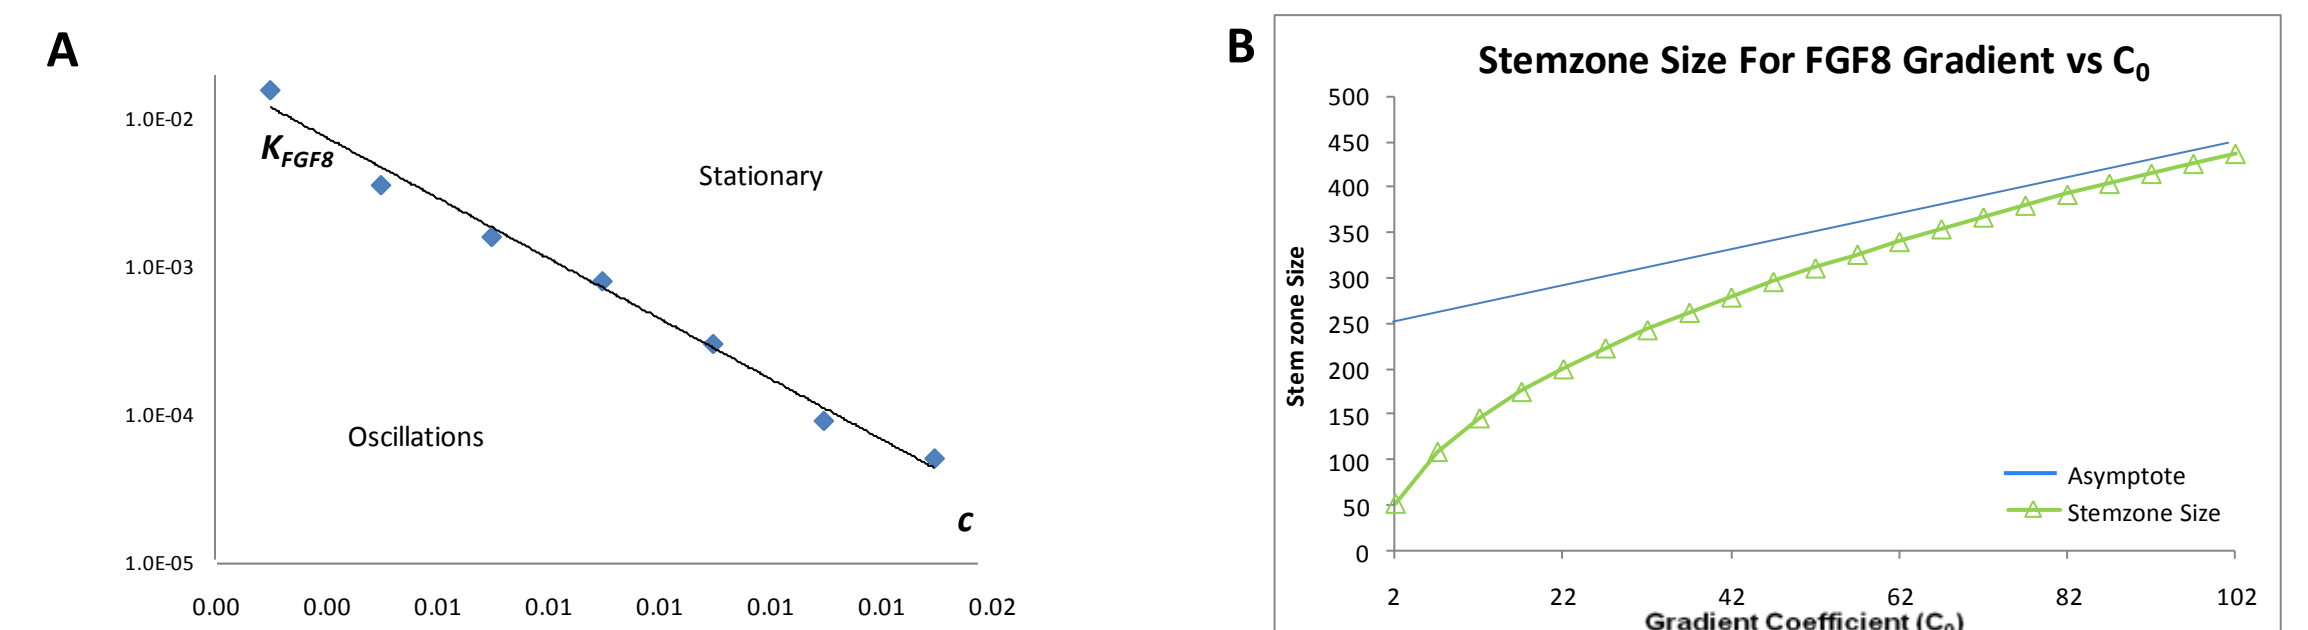 A
1.0E-02
1.0E-03
1.0E-04
1.0E-05
K_FGF8
Stationary
Oscillations
c
0.00 0.00 0.01 0.01 0.01 0.01 0.01 0.02
B
Stemzone Size For FGF8 Gradient vs C₀
Stem zone Size
500
450
400
350
300
250
200
150
100
50
0
Asymptote
Stemzone Size
2 22 42 62 82 102
Gradient Coefficient (C₀)